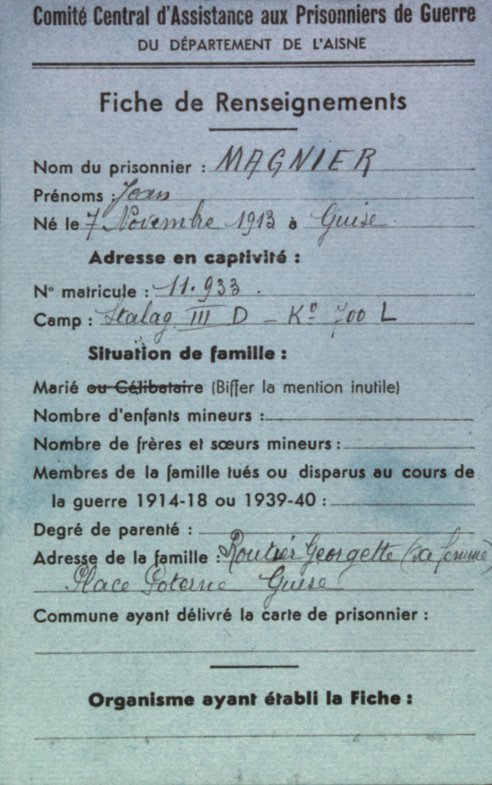 Comité Central d'Assistance aux Prisonniers de Guerre
DU DÉPARTEMENT DE L'AISNE
Fiche de Renseignements
Nom du prisonnier : MAGNIER
Prénoms : Jean
Né le 7 Novembre 1913 à Guise
Adresse en captivité :
N° matricule : 11.933.
Camp : Stalag III D - Kº 700 L
Situation de famille :
Marié ou Célibataire (Biffer la mention inutile)
Nombre d'enfants mineurs :
Nombre de frères et sœurs mineurs :
Membres de la famille tués ou disparus au cours de
la guerre 1914-18 ou 1939-40 :
Degré de parenté :
Adresse de la famille : Routier Georgette (sa femme)
Place Poterne Guise
Commune ayant délivré la carte de prisonnier :
Organisme ayant établi la Fiche :